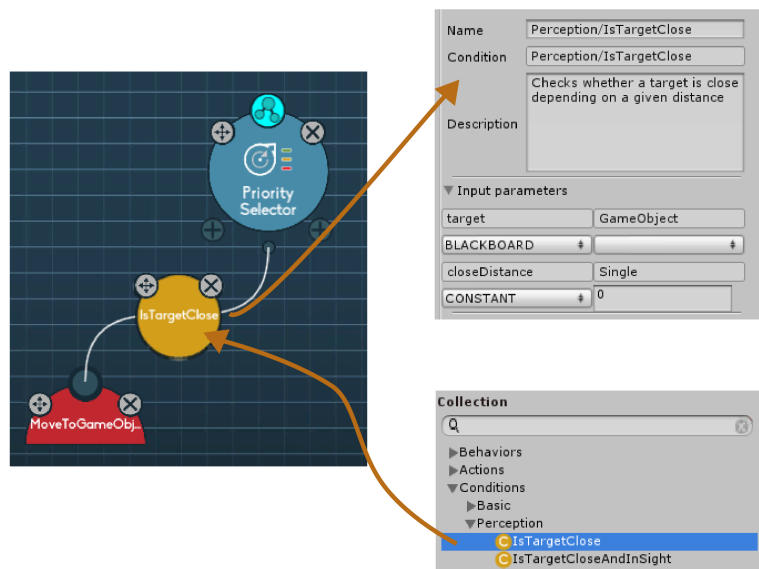 Name
Perception/IsTargetClose
Condition
Perception/IsTargetClose
Description
Checks whether a target is close
depending on a given distance
Input parameters
target
GameObject
BLACKBOARD
closeDistance
Single
CONSTANT
0
Priority
Selector
IsTargetClose
MoveToGameObj...
Collection
Behaviors
Actions
Conditions
Basic
Perception
C IsTargetClose
C IsTargetCloseAndInSight